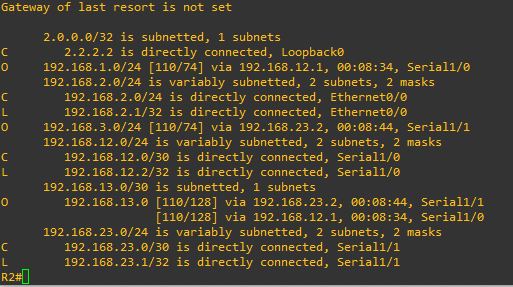 Gateway of last resort is not set
2.0.0.0/32 is subnetted, 1 subnets
C 2.2.2.2 is directly connected, Loopback0
O 192.168.1.0/24 [110/74] via 192.168.12.1, 00:08:34, Serial1/0
192.168.2.0/24 is variably subnetted, 2 subnets, 2 masks
C 192.168.2.0/24 is directly connected, Ethernet0/0
L 192.168.2.1/32 is directly connected, Ethernet0/0
O 192.168.3.0/24 [110/74] via 192.168.23.2, 00:08:44, Serial1/1
192.168.12.0/24 is variably subnetted, 2 subnets, 2 masks
C 192.168.12.0/30 is directly connected, Serial1/0
L 192.168.12.2/32 is directly connected, Serial1/0
192.168.13.0/30 is subnetted, 1 subnets
O 192.168.13.0 [110/128] via 192.168.23.2, 00:08:44, Serial1/1
[110/128] via 192.168.12.1, 00:08:34, Serial1/0
192.168.23.0/24 is variably subnetted, 2 subnets, 2 masks
C 192.168.23.0/30 is directly connected, Serial1/1
L 192.168.23.1/32 is directly connected, Serial1/1
R2#